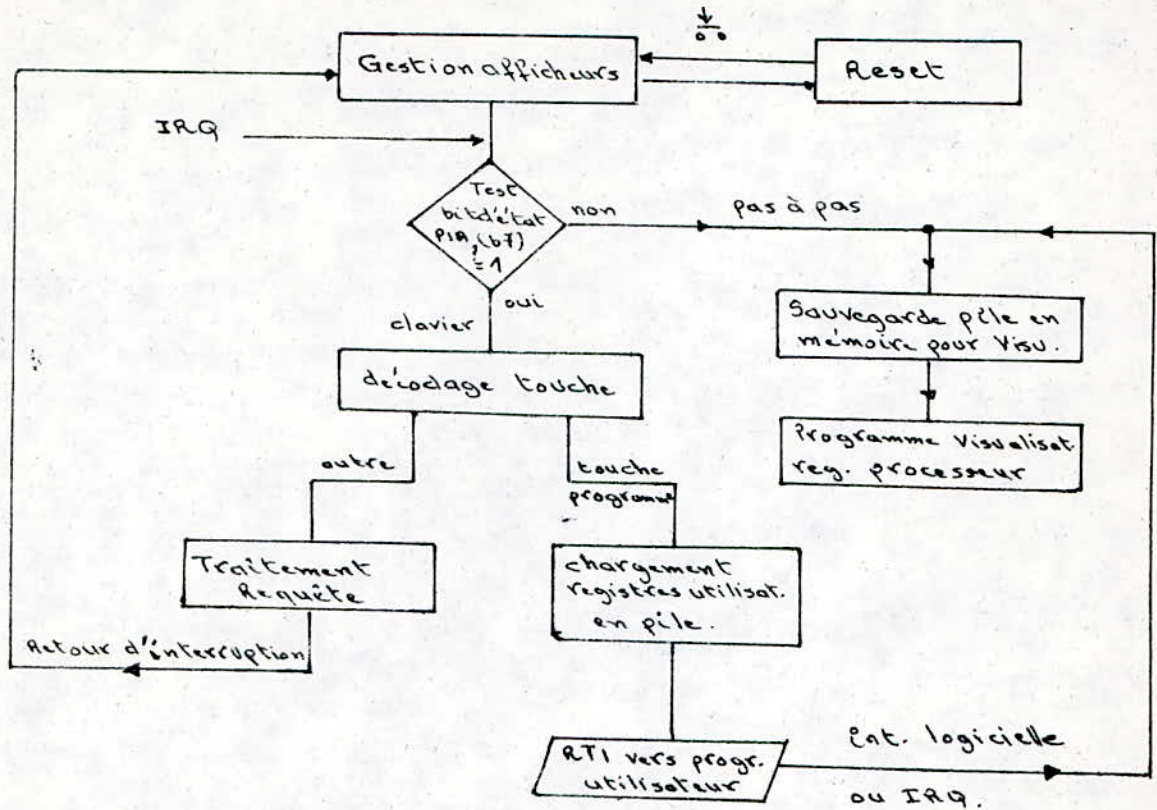 Gestion afficheurs
Reset
IRQ
Test
bit d'état
PIA, (b7)
= 1
?
non
pas à pas
oui
clavier
Sauvegarde pile en
mémoire pour Visu.
décodage touche
Programme Visualisat.
reg. processeur
autre
touche
programme
Traitement
Requête
chargement
registres utilisat.
en pile.
Retour d'interruption
RTI vers progr.
utilisateur
Int. logicielle
ou IRQ.